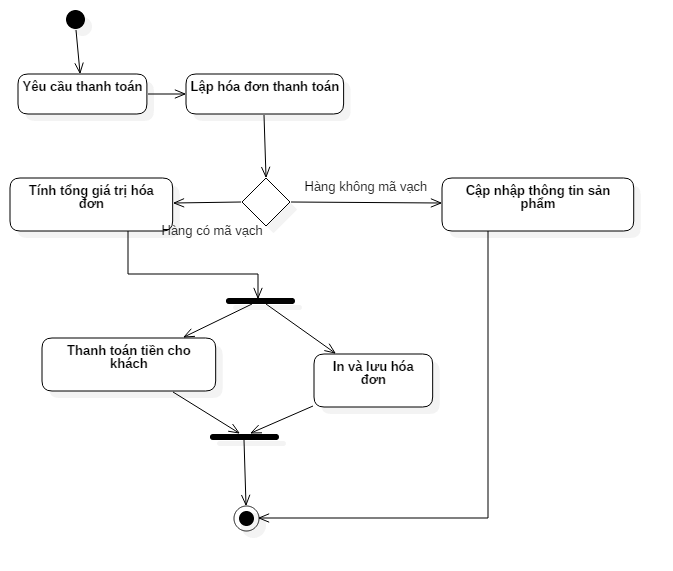 Yêu cầu thanh toán
Lập hóa đơn thanh toán
Hàng không mã vạch
Tính tổng giá trị hóa
đơn
Cập nhập thông tin sản
phẩm
Hàng có mã vạch
Thanh toán tiền cho
khách
In và lưu hóa
đơn